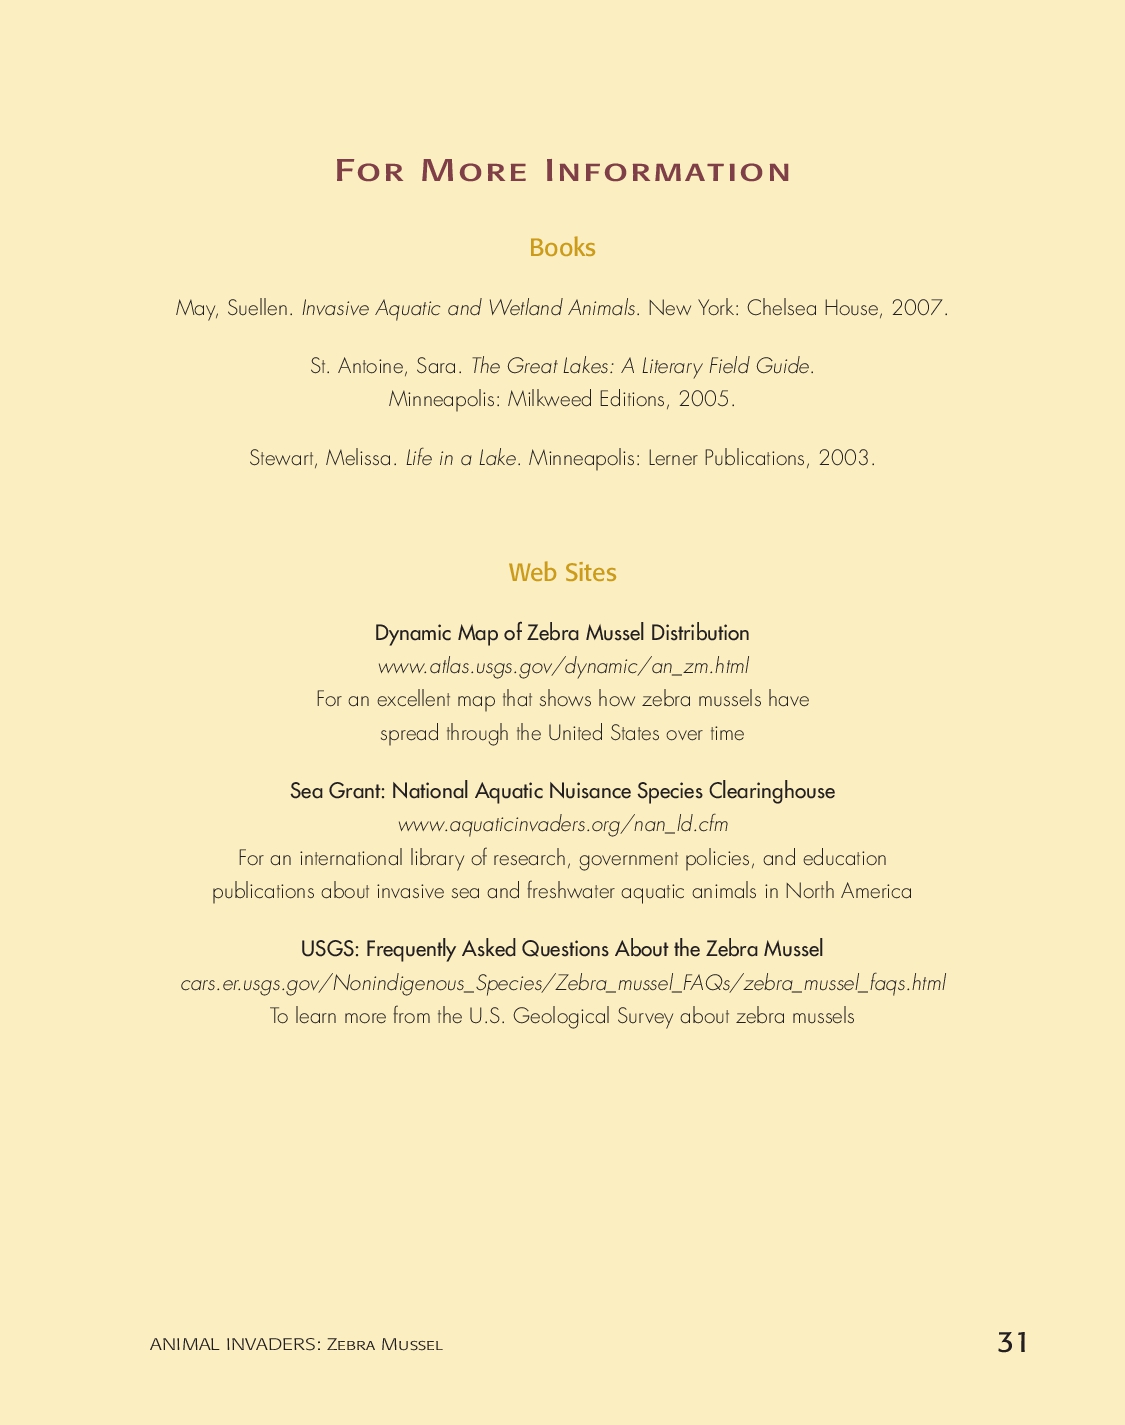 For More Information
Books
May, Suellen. Invasive Aquatic and Wetland Animals. New York: Chelsea House, 2007.
St. Antoine, Sara. The Great Lakes: A Literary Field Guide.
Minneapolis: Milkweed Editions, 2005.
Stewart, Melissa. Life in a Lake. Minneapolis: Lerner Publications, 2003.
Web Sites
Dynamic Map of Zebra Mussel Distribution
www.atlas.usgs.gov/dynamic/an_zm.html
For an excellent map that shows how zebra mussels have
spread through the United States over time
Sea Grant: National Aquatic Nuisance Species Clearinghouse
www.aquaticinvaders.org/nan_ld.cfm
For an international library of research, government policies, and education
publications about invasive sea and freshwater aquatic animals in North America
USGS: Frequently Asked Questions About the Zebra Mussel
cars.er.usgs.gov/Nonindigenous_Species/Zebra_mussel_FAQs/zebra_mussel_faqs.html
To learn more from the U.S. Geological Survey about zebra mussels
ANIMAL INVADERS: Zebra Mussel
31